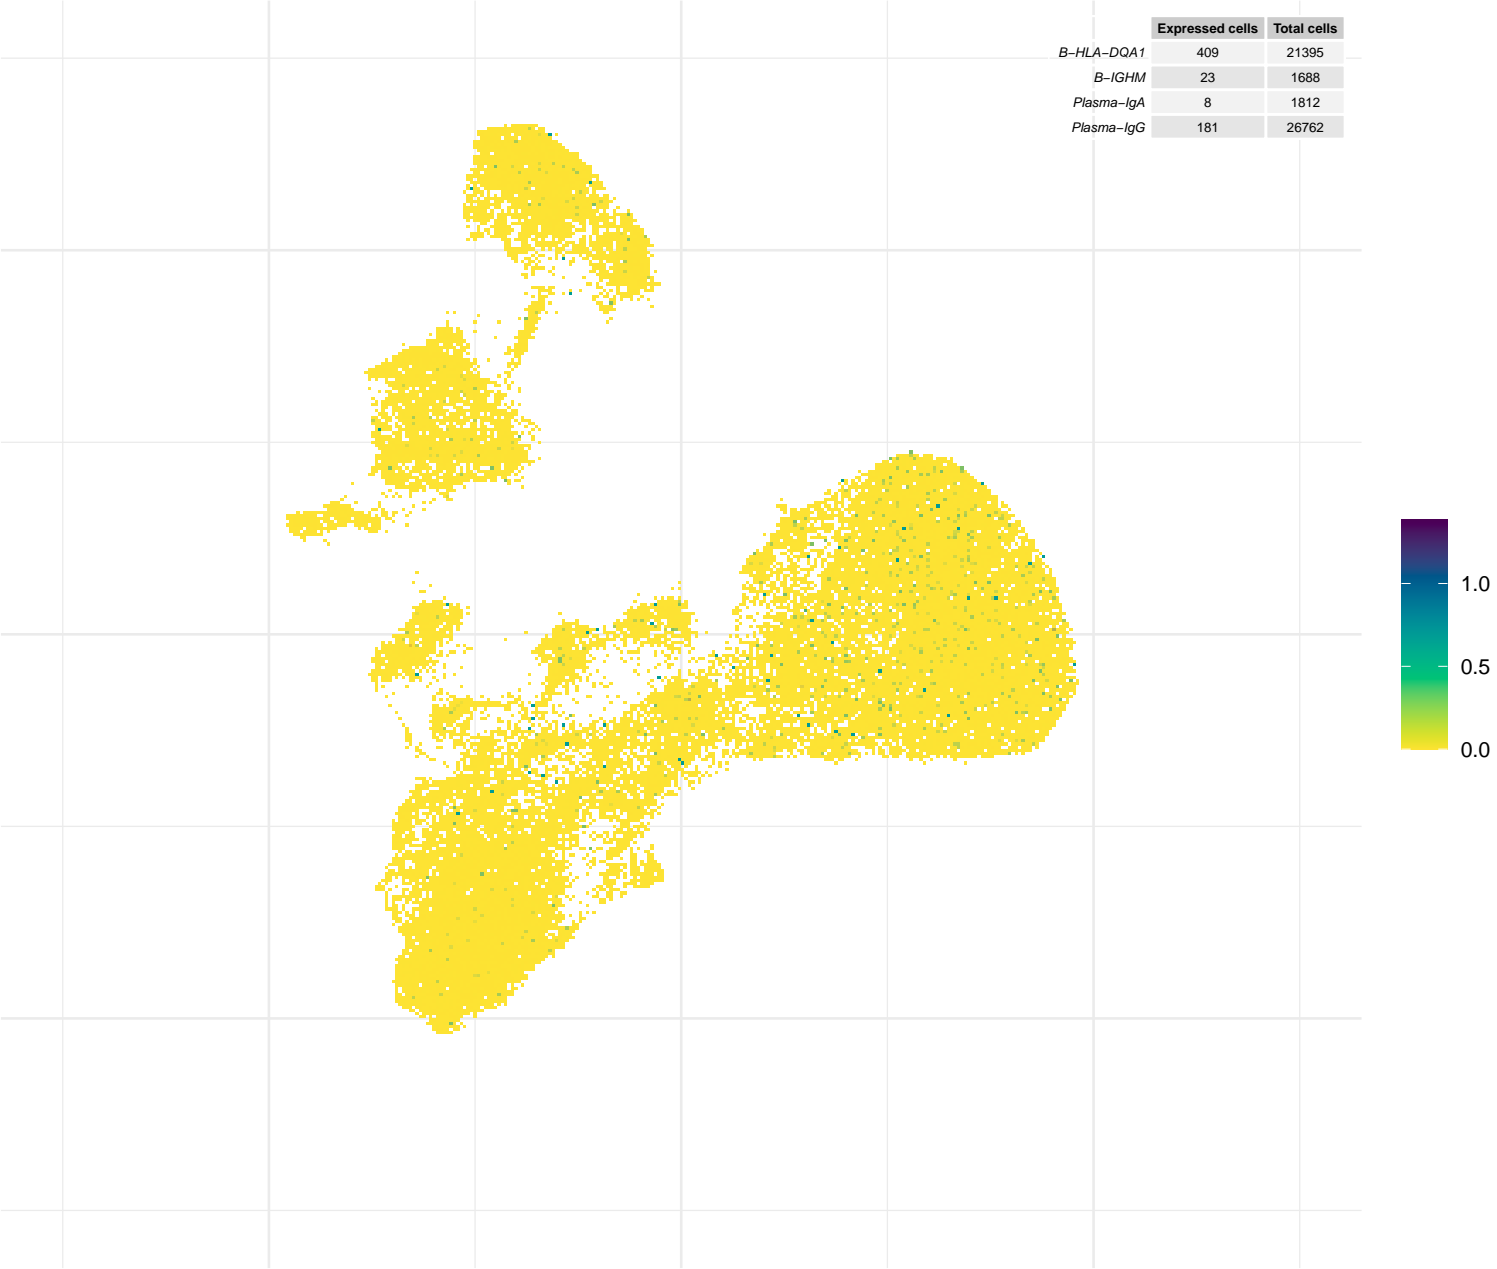 Expressed cells Total cells
B−HLA−DQA1 409 21395
B−IGHM 23 1688
Plasma−IgA 8 1812
Plasma−IgG 181 26762
1.0
0.5
0.0